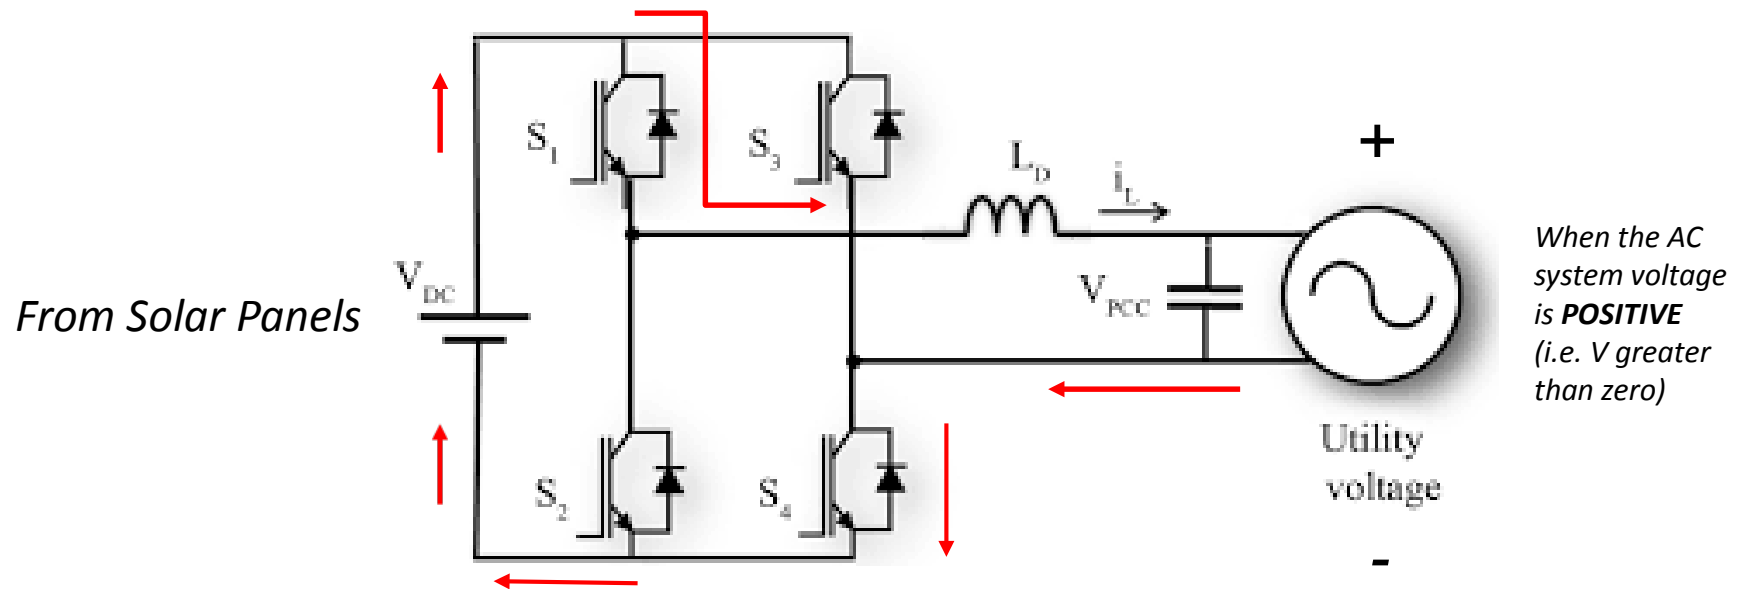 S1
S3
LD
iL
+
When the AC
system voltage
is POSITIVE
(i.e. V greater
than zero)
VDC
VPCC
From Solar Panels
S2
S4
Utility
voltage
-